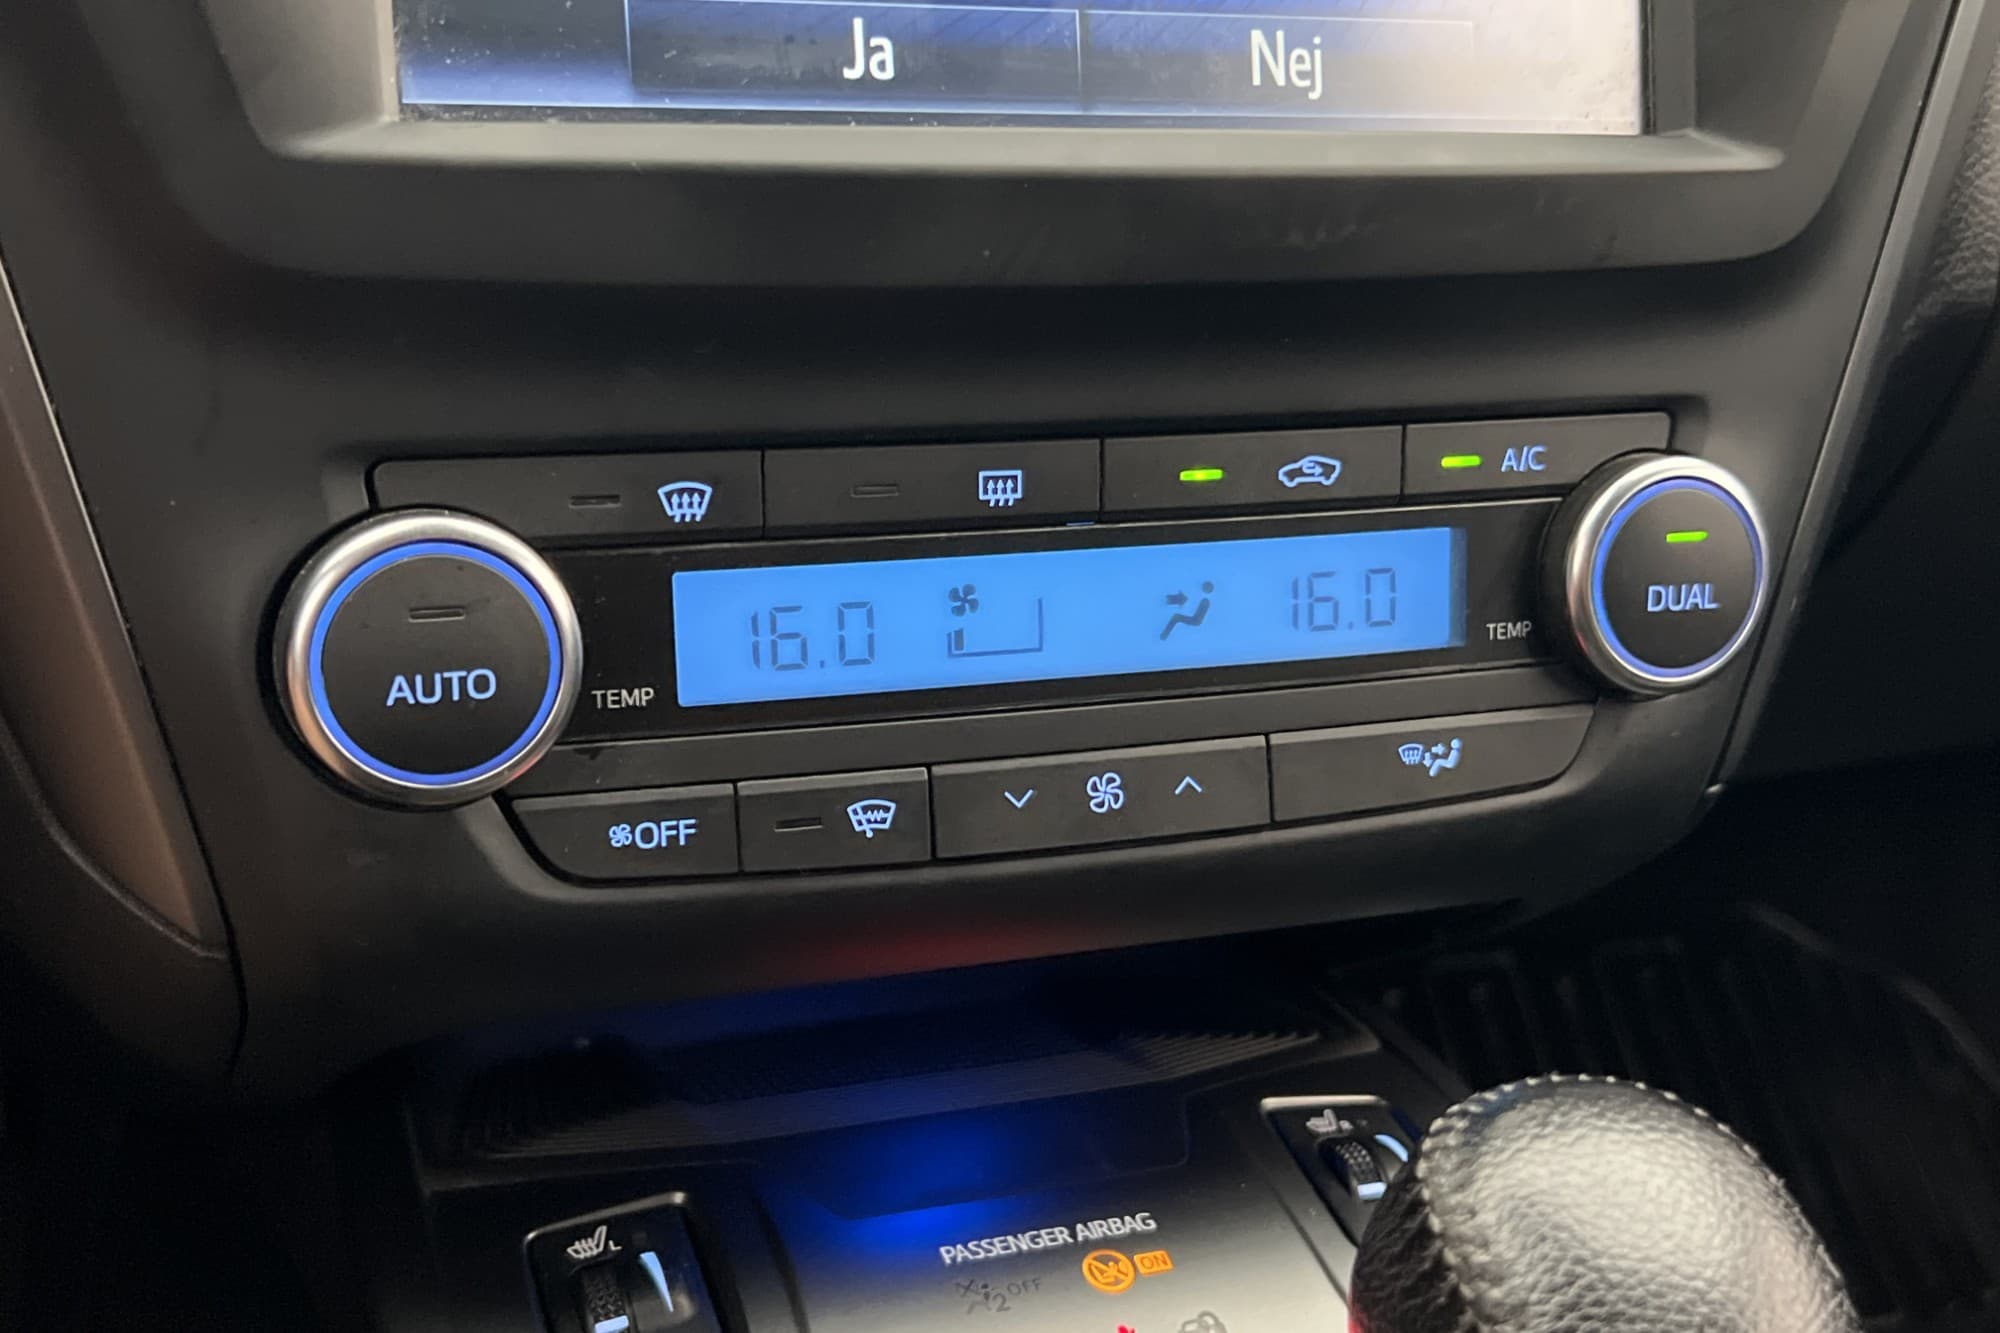 Ja Nej
A/C
AUTO
TEMP
16.0
16.0
TEMP
DUAL
OFF
L
R
PASSENGER AIRBAG
OFF
ON